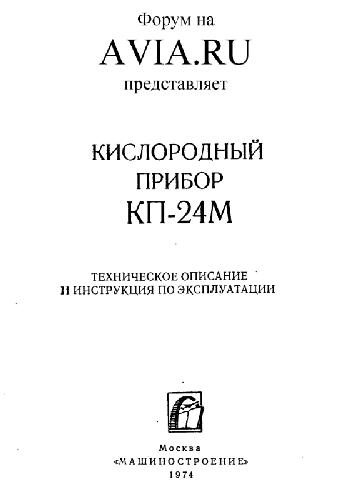 Форум на
AVIA.RU
представляет
КИСЛОРОДНЫЙ
ПРИБОР
КП-24М
ТЕХНИЧЕСКОЕ ОПИСАНИЕ
И ИНСТРУКЦИЯ ПО ЭКСПЛУАТАЦИИ
Москва
«МАШИНОСТРОЕНИЕ»
1974